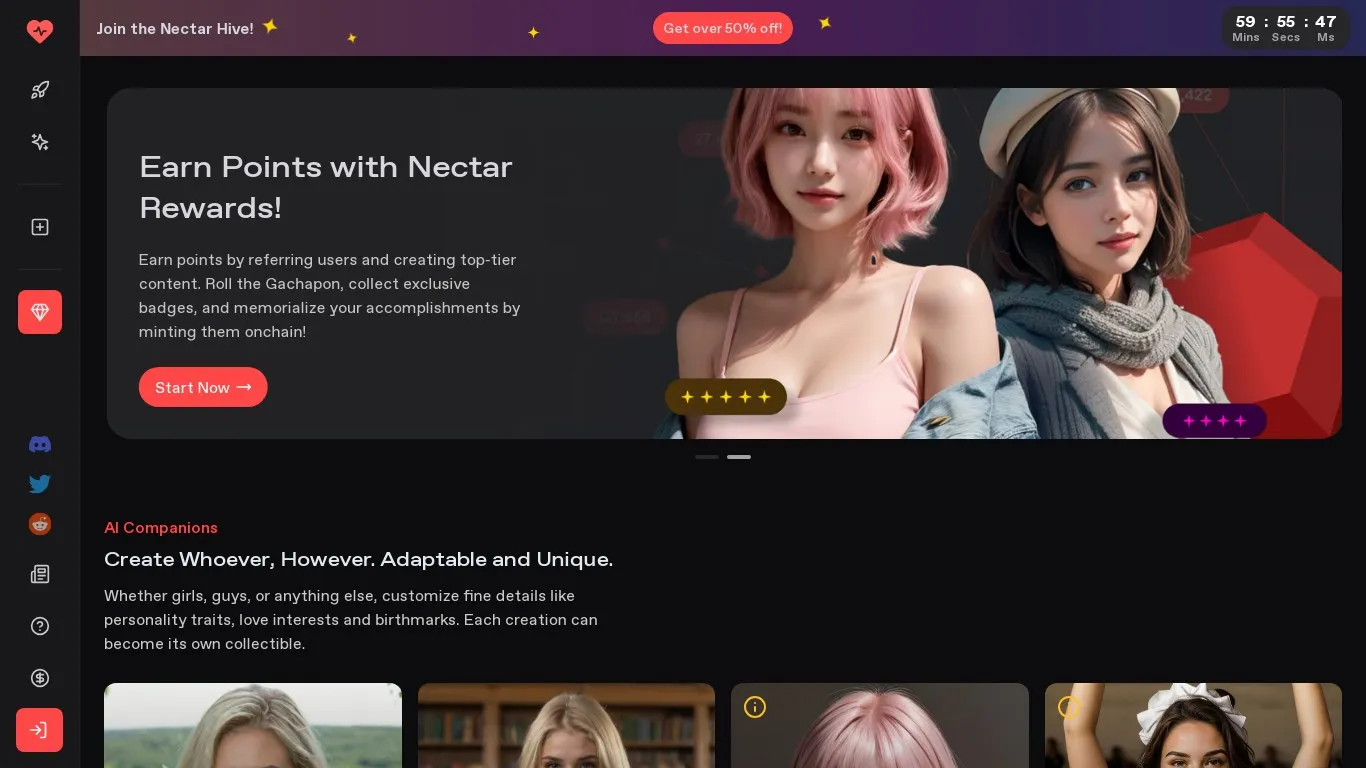 Join the Nectar Hive!
Get over 50% off!
59 : 55 : 47
Mins Secs Ms
Earn Points with Nectar
Rewards!
Earn points by referring users and creating top-tier
content. Roll the Gachapon, collect exclusive
badges, and memorialize your accomplishments by
minting them onchain!
Start Now →
AI Companions
Create Whoever, However. Adaptable and Unique.
Whether girls, guys, or anything else, customize fine details like
personality traits, love interests and birthmarks. Each creation can
become its own collectible.